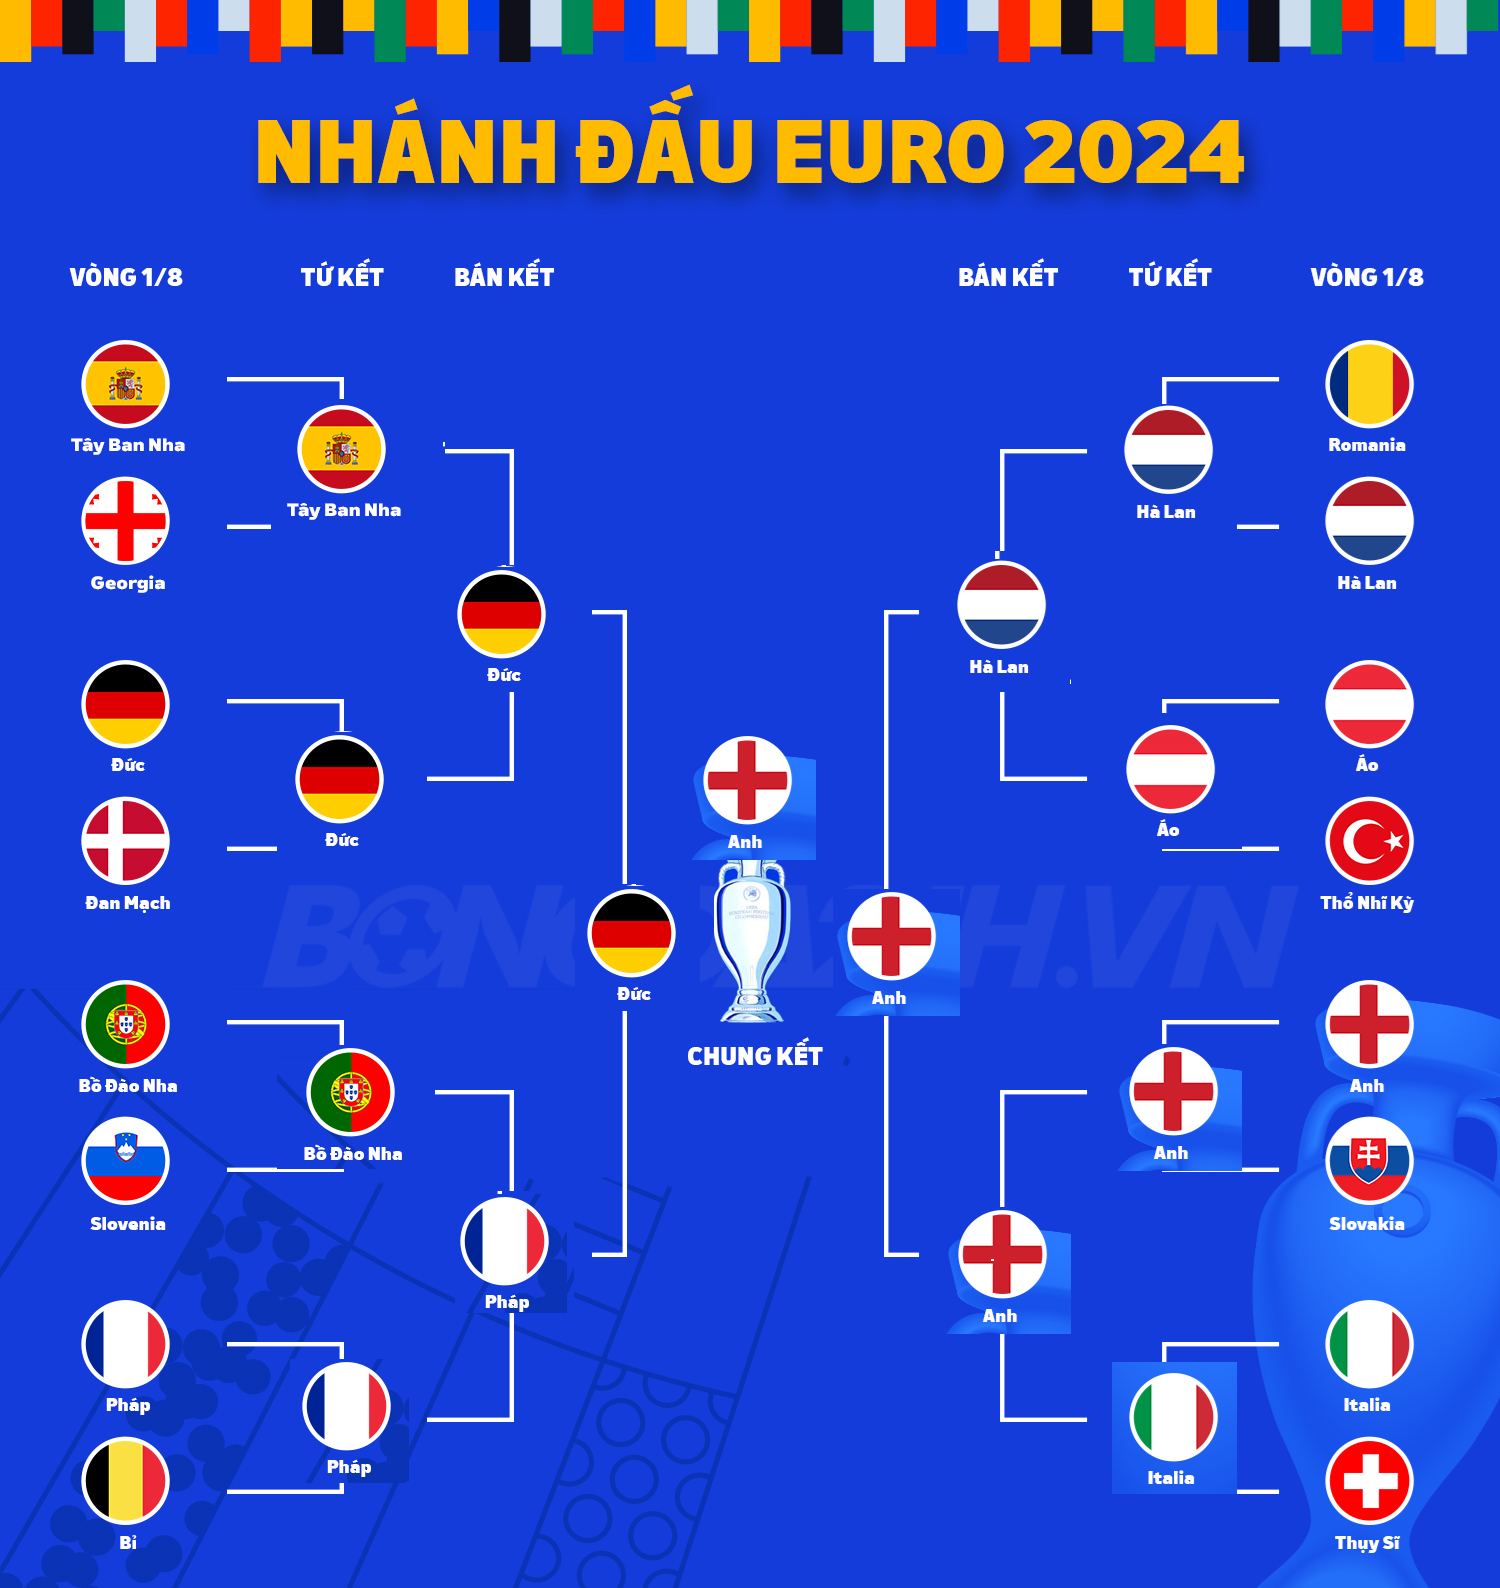 NHÁNH ĐẤU EURO 2024
VÒNG 1/8
TỨ KẾT
BÁN KẾT
BÁN KẾT
TỨ KẾT
VÒNG 1/8
Tây Ban Nha
Tây Ban Nha
Georgia
Đức
Đức
Đức
Đan Mạch
Đức
Bồ Đào Nha
Bồ Đào Nha
Slovenia
Pháp
Pháp
Pháp
Bỉ
Anh
CHUNG KẾT
Anh
Romania
Hà Lan
Hà Lan
Hà Lan
Áo
Áo
Thổ Nhĩ Kỳ
Anh
Anh
Slovakia
Anh
Italia
Italia
Thụy Sĩ